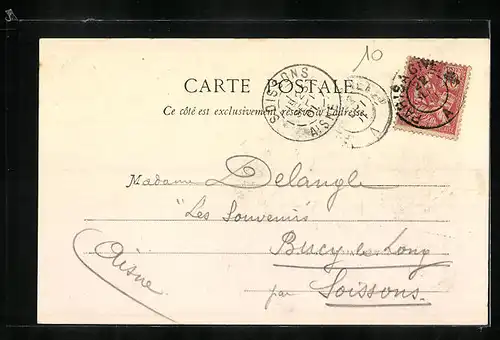 10
CARTE POSTALE
Ce côté est exclusivement réservé à l'adresse
SOISSONS
AISNE
Madame Delangle
"Les Souvenirs
Bucy le Long
par Soissons
Aisne